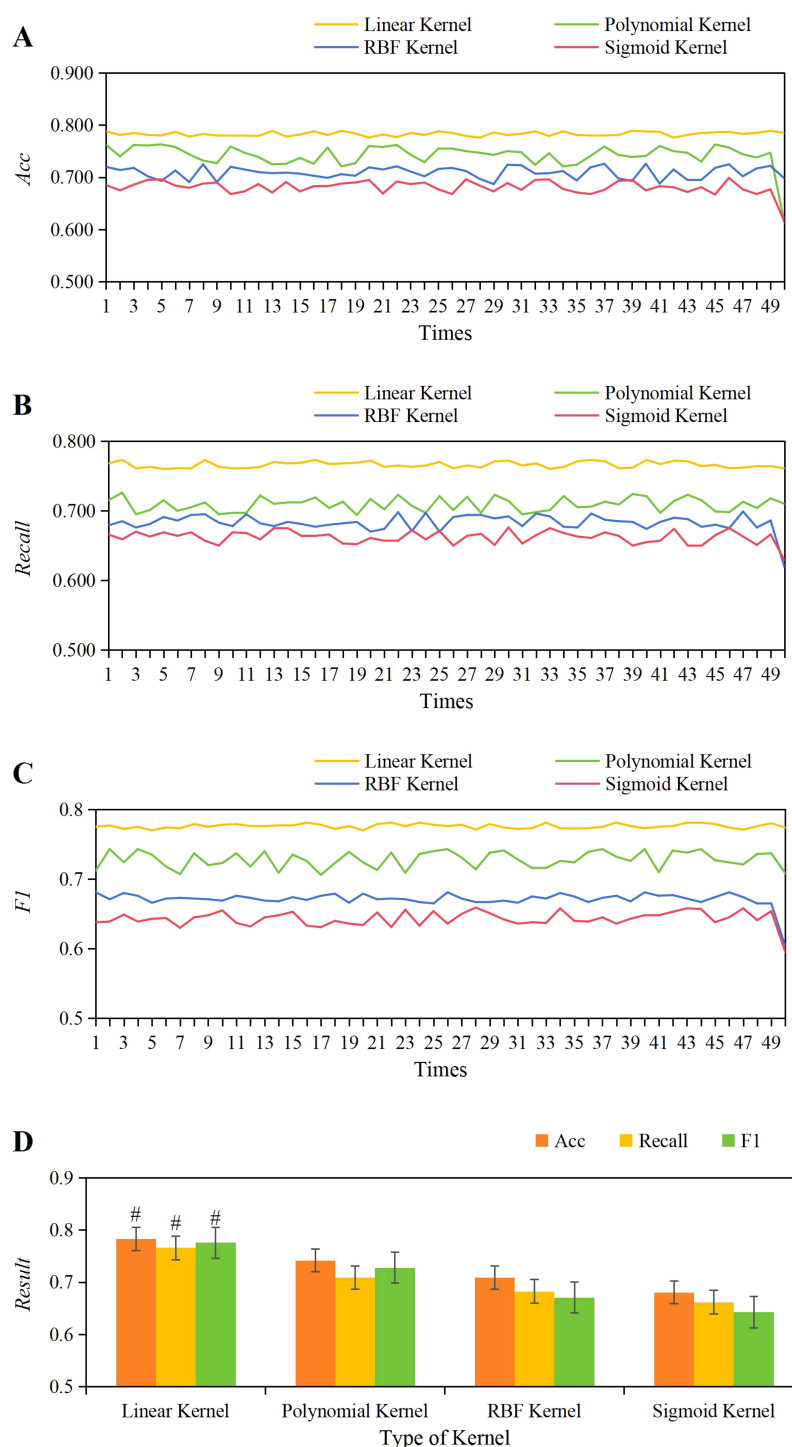 A
Linear Kernel Polynomial Kernel
RBF Kernel Sigmoid Kernel
0.900
0.800
0.700
0.600
0.500
Acc
1 3 5 7 9 11 13 15 17 19 21 23 25 27 29 31 33 35 37 39 41 43 45 47 49
Times
B
Linear Kernel Polynomial Kernel
RBF Kernel Sigmoid Kernel
0.800
0.700
0.600
0.500
Recall
1 3 5 7 9 11 13 15 17 19 21 23 25 27 29 31 33 35 37 39 41 43 45 47 49
Times
C
Linear Kernel Polynomial Kernel
RBF Kernel Sigmoid Kernel
0.8
0.7
0.6
0.5
F1
1 3 5 7 9 11 13 15 17 19 21 23 25 27 29 31 33 35 37 39 41 43 45 47 49
Times
D
Acc Recall F1
0.9
0.8
0.7
0.6
0.5
Result
# # #
Linear Kernel Polynomial Kernel RBF Kernel Sigmoid Kernel
Type of Kernel